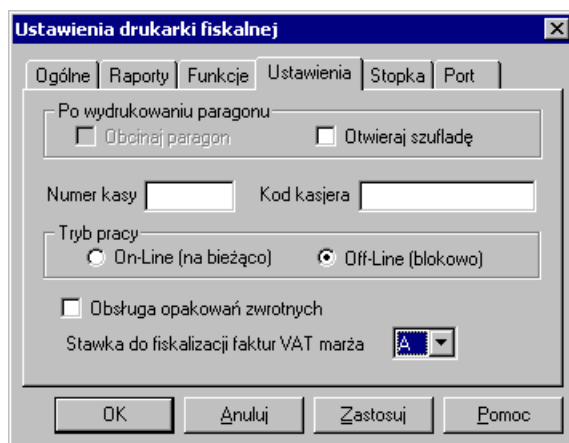 Ustawienia drukarki fiskalnej
Ogólne Raporty Funkcje Ustawienia Stopka Port
Po wydrukowaniu paragonu
Obcinaj paragon Otwieraj szufladę
Numer kasy Kod kasjera
Tryb pracy
On-Line (na bieżąco) Off-Line (blokowo)
Obsługa opakowań zwrotnych
Stawka do fiskalizacji faktur VAT marża A
OK Anuluj Zastosuj Pomoc